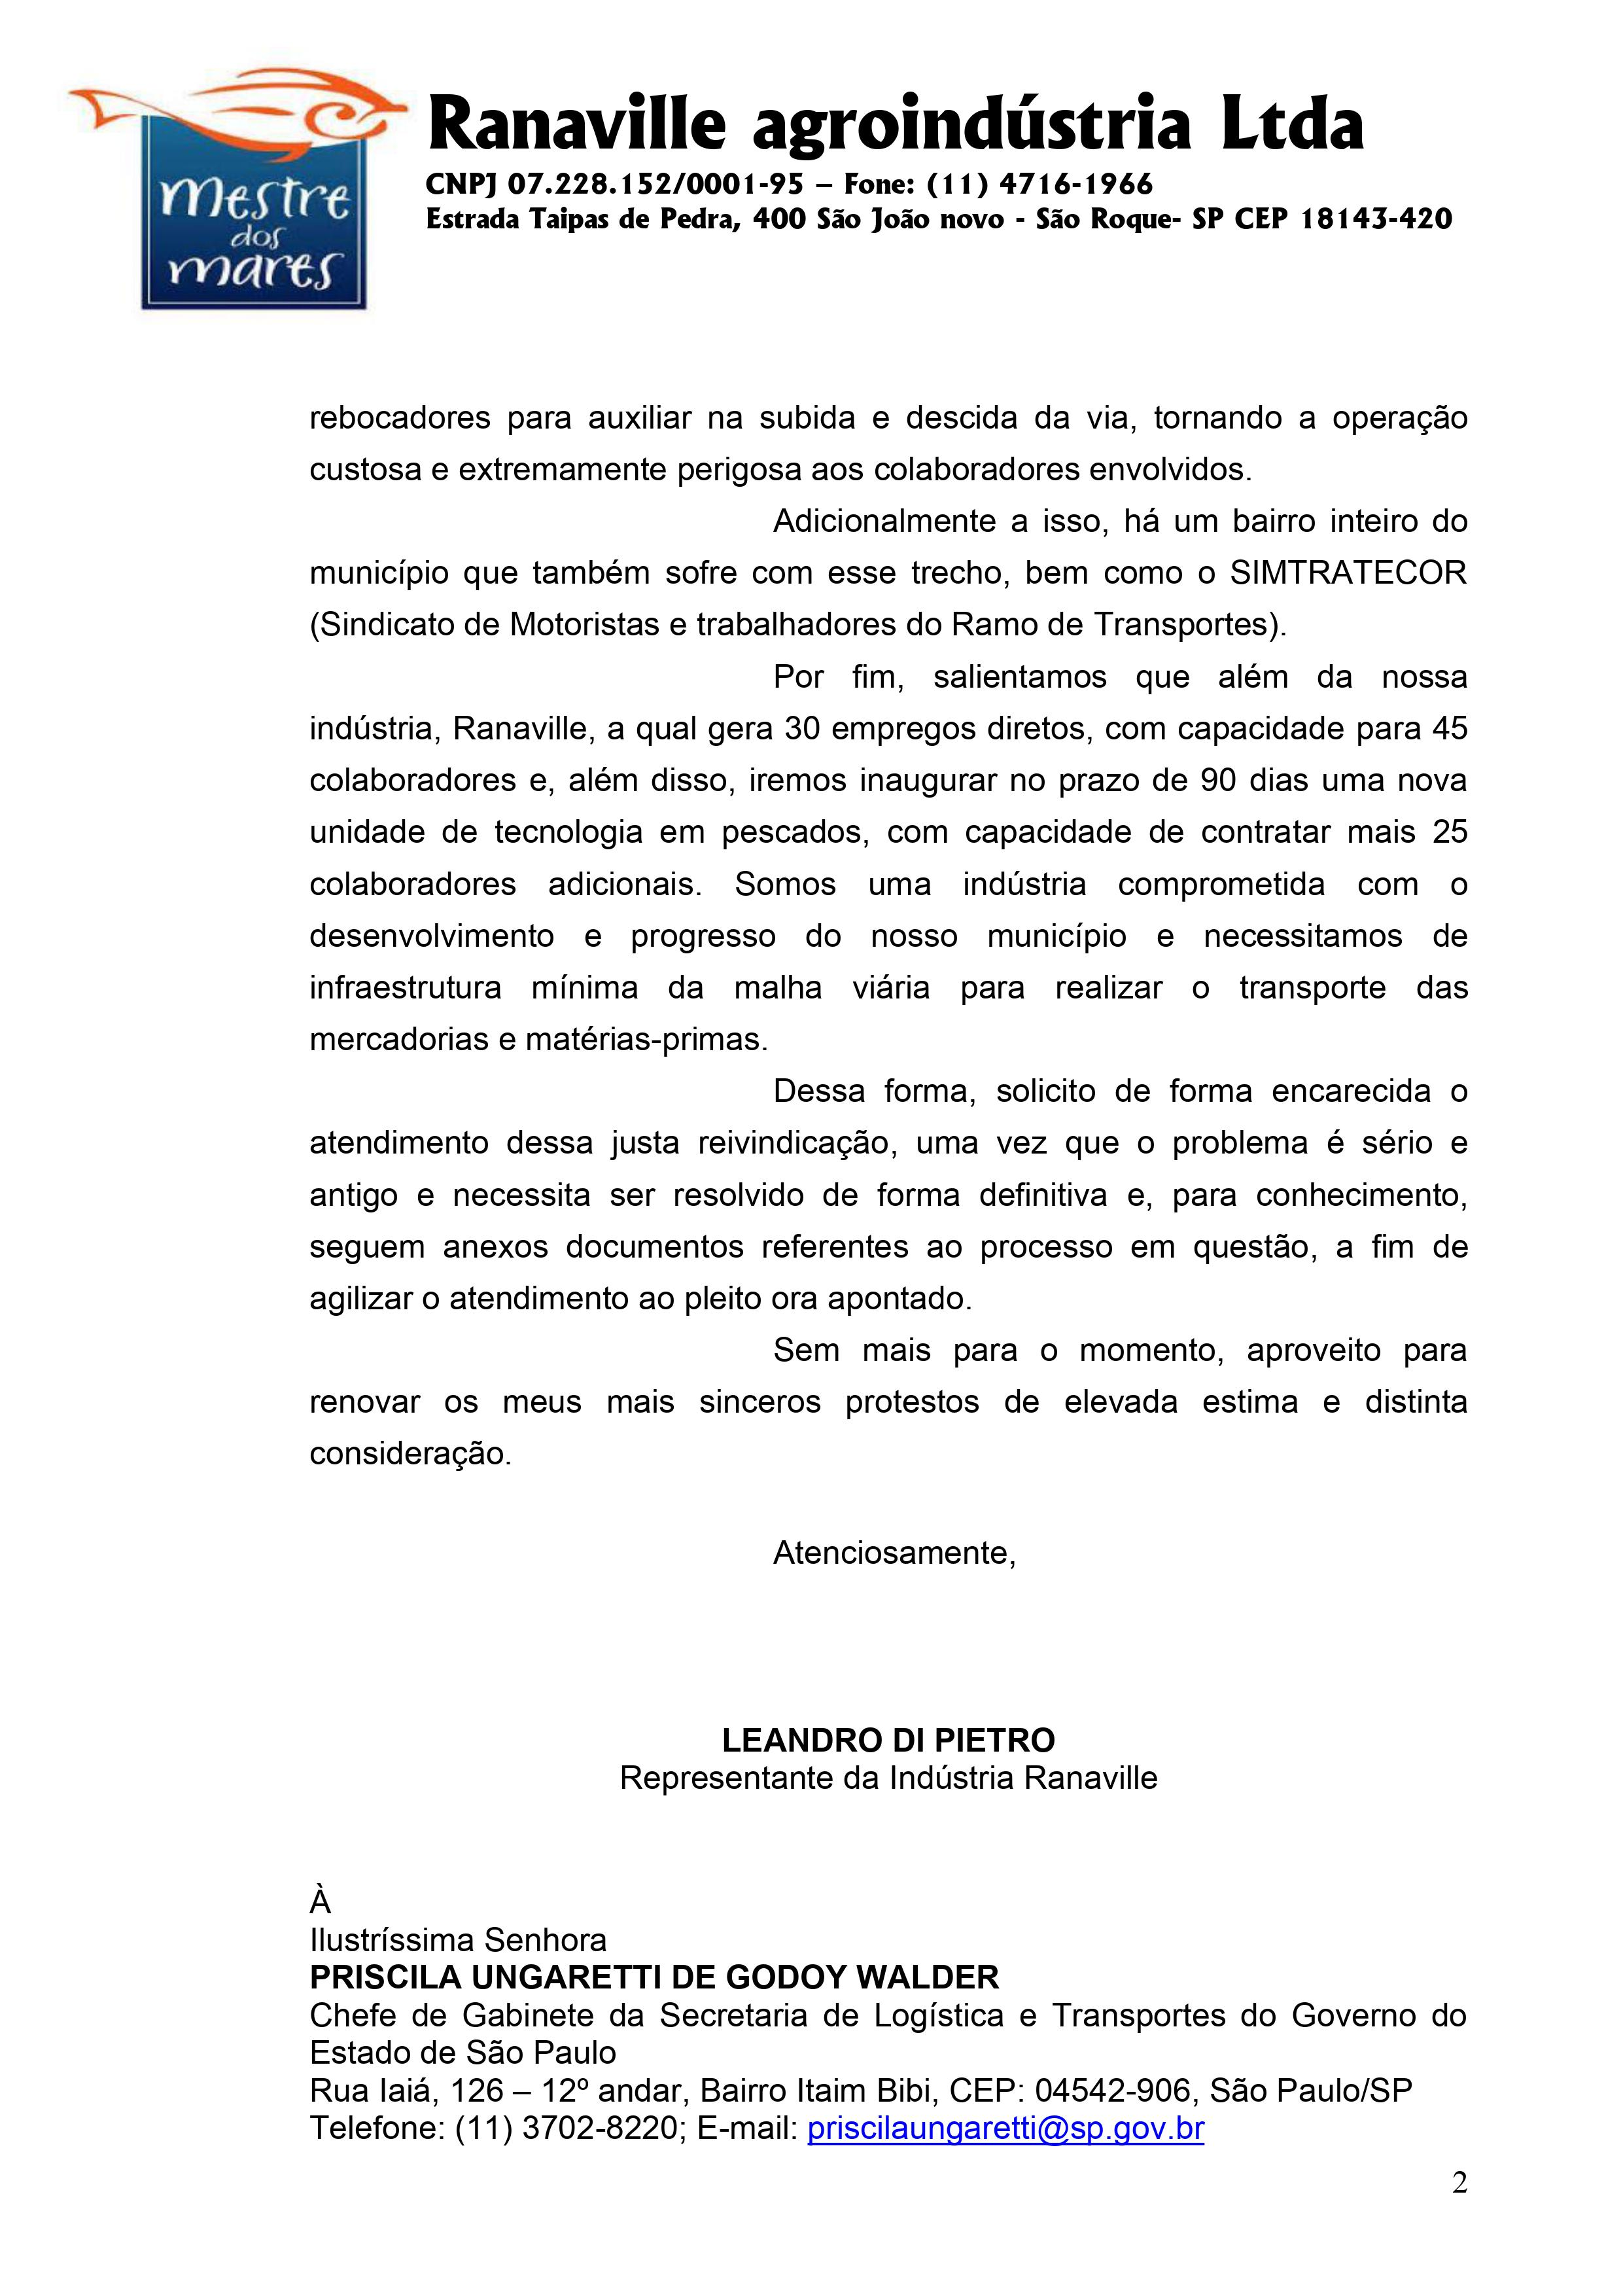 Ranaville agroindústria Ltda
CNPJ 07.228.152/0001-95 – Fone: (11) 4716-1966
Estrada Taipas de Pedra, 400 São João novo - São Roque- SP CEP 18143-420
mestre
dos
mares
rebocadores para auxiliar na subida e descida da via, tornando a operação
custosa e extremamente perigosa aos colaboradores envolvidos.
Adicionalmente a isso, há um bairro inteiro do
município que também sofre com esse trecho, bem como o SIMTRATECOR
(Sindicato de Motoristas e trabalhadores do Ramo de Transportes).
Por fim, salientamos que além da nossa
indústria, Ranaville, a qual gera 30 empregos diretos, com capacidade para 45
colaboradores e, além disso, iremos inaugurar no prazo de 90 dias uma nova
unidade de tecnologia em pescados, com capacidade de contratar mais 25
colaboradores adicionais. Somos uma indústria comprometida com o
desenvolvimento e progresso do nosso município e necessitamos de
infraestrutura mínima da malha viária para realizar o transporte das
mercadorias e matérias-primas.
Dessa forma, solicito de forma encarecida o
atendimento dessa justa reivindicação, uma vez que o problema é sério e
antigo e necessita ser resolvido de forma definitiva e, para conhecimento,
seguem anexos documentos referentes ao processo em questão, a fim de
agilizar o atendimento ao pleito ora apontado.
Sem mais para o momento, aproveito para
renovar os meus mais sinceros protestos de elevada estima e distinta
consideração.
Atenciosamente,
LEANDRO DI PIETRO
Representante da Indústria Ranaville
À
Ilustríssima Senhora
PRISCILA UNGARETTI DE GODOY WALDER
Chefe de Gabinete da Secretaria de Logística e Transportes do Governo do
Estado de São Paulo
Rua Iaiá, 126 – 12º andar, Bairro Itaim Bibi, CEP: 04542-906, São Paulo/SP
Telefone: (11) 3702-8220; E-mail: priscilaungaretti@sp.gov.br
2